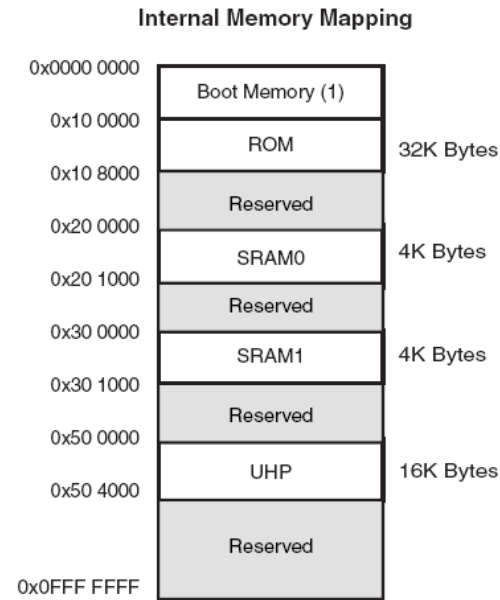 Internal Memory Mapping
0x0000 0000
Boot Memory (1)
0x10 0000
ROM
32K Bytes
0x10 8000
Reserved
0x20 0000
SRAM0
4K Bytes
0x20 1000
Reserved
0x30 0000
SRAM1
4K Bytes
0x30 1000
Reserved
0x50 0000
UHP
16K Bytes
0x50 4000
Reserved
0x0FFF FFFF